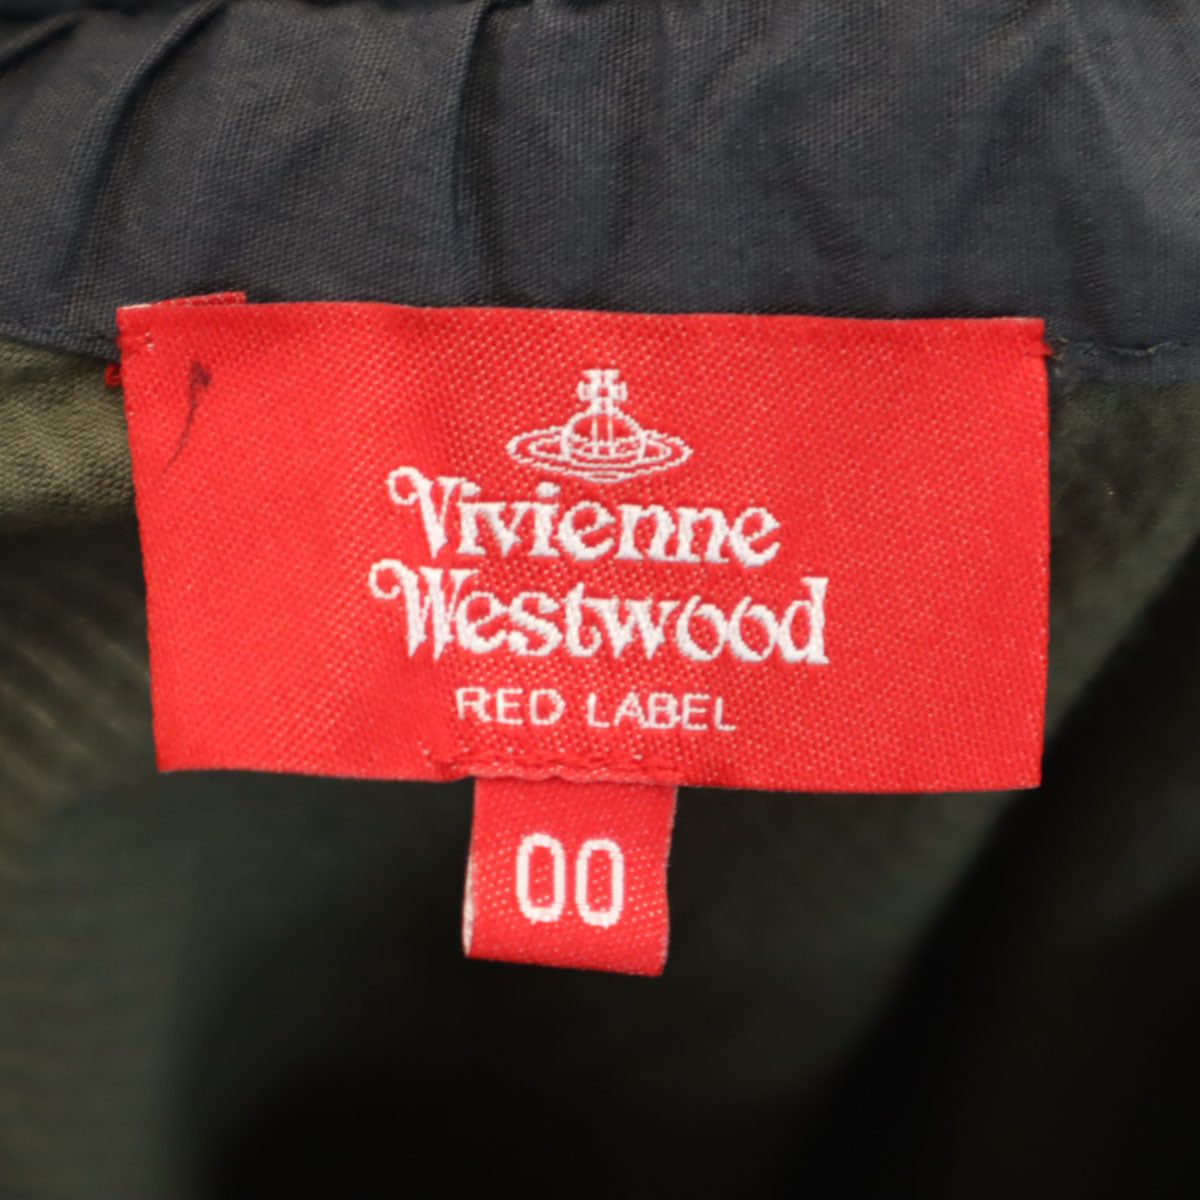 Vivienne
Westwood
RED LABEL
00